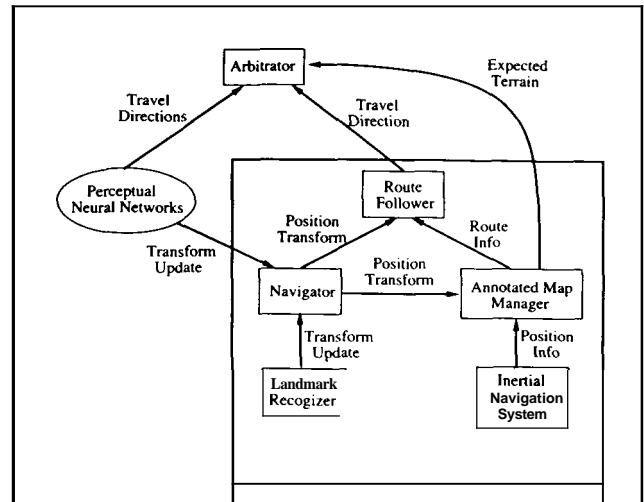 Arbitrator
Expected
Terrain
Travel
Directions
Travel
Direction
Perceptual
Neural Networks
Route
Follower
Position
Transform
Route
Info
Transform
Update
Position
Transform
Navigator
Annotated Map
Manager
Transform
Update
Position
Info
Landmark
Recogizer
Inertial
Navigation
System